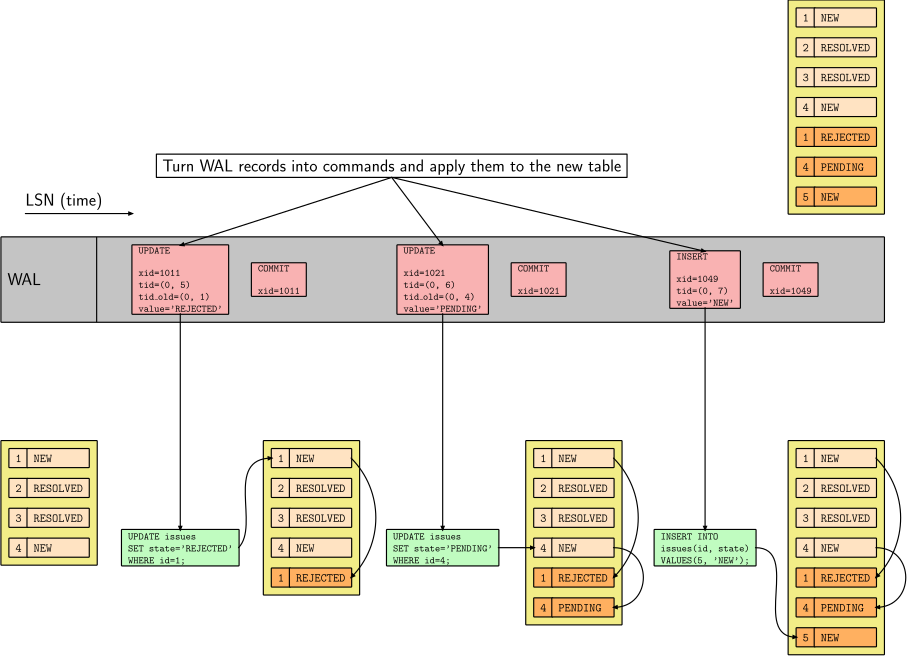 1 NEW
2 RESOLVED
3 RESOLVED
4 NEW
1 REJECTED
4 PENDING
5 NEW
Turn WAL records into commands and apply them to the new table
LSN (time)
WAL
UPDATE
xid=1011
tid=(0, 5)
tid_old=(0, 1)
value='REJECTED'
COMMIT
xid=1011
UPDATE
xid=1021
tid=(0, 6)
tid_old=(0, 4)
value='PENDING'
COMMIT
xid=1021
INSERT
xid=1049
tid=(0, 7)
value='NEW'
COMMIT
xid=1049
1 NEW
2 RESOLVED
3 RESOLVED
4 NEW
UPDATE issues
SET state='REJECTED'
WHERE id=1;
1 NEW
2 RESOLVED
3 RESOLVED
4 NEW
1 REJECTED
UPDATE issues
SET state='PENDING'
WHERE id=4;
1 NEW
2 RESOLVED
3 RESOLVED
4 NEW
1 REJECTED
4 PENDING
INSERT INTO
issues(id, state)
VALUES(5, 'NEW');
1 NEW
2 RESOLVED
3 RESOLVED
4 NEW
1 REJECTED
4 PENDING
5 NEW